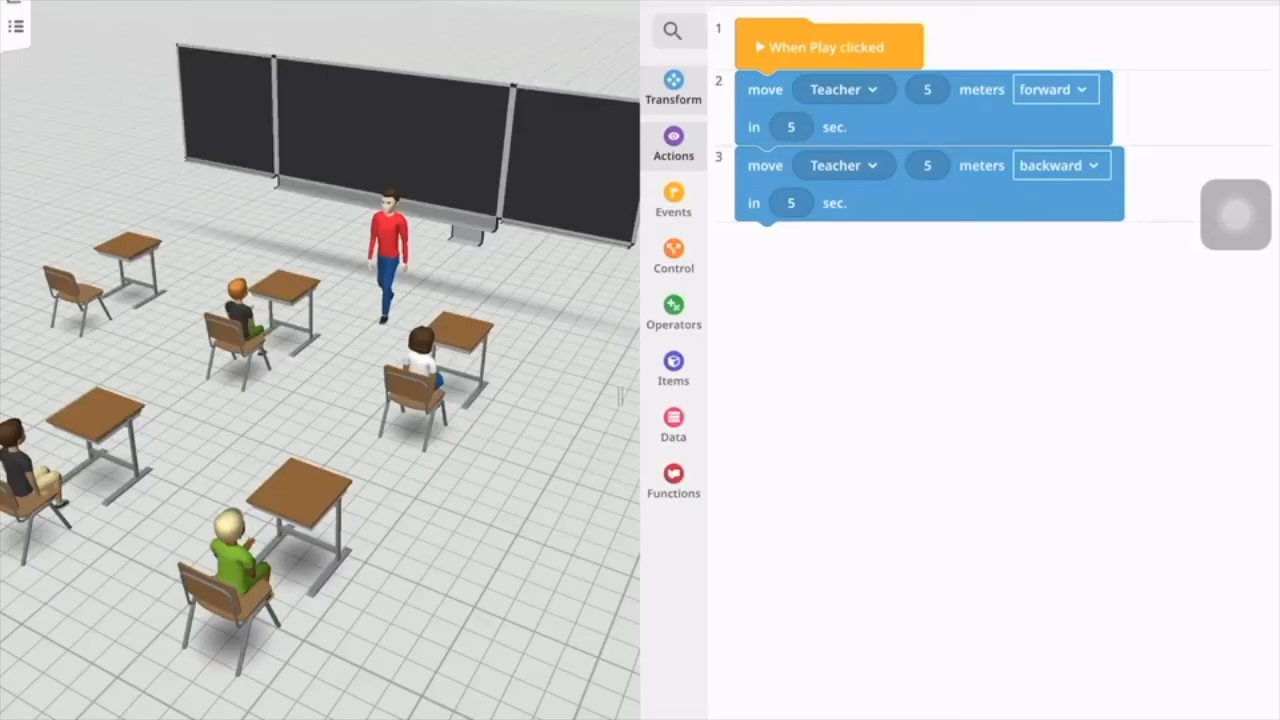 Transform
Actions
Events
Control
Operators
Items
Data
Functions
1
When Play clicked
2
move Teacher 5 meters forward
in 5 sec.
3
move Teacher 5 meters backward
in 5 sec.